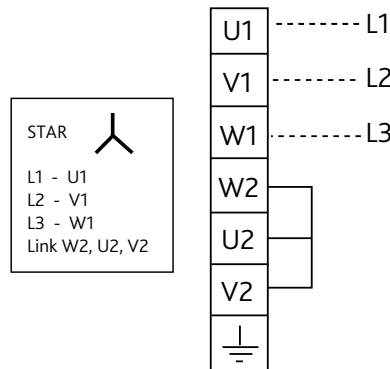 STAR
L1 - U1
L2 - V1
L3 - W1
Link W2, U2, V2
U1 L1
V1 L2
W1 L3
W2
U2
V2